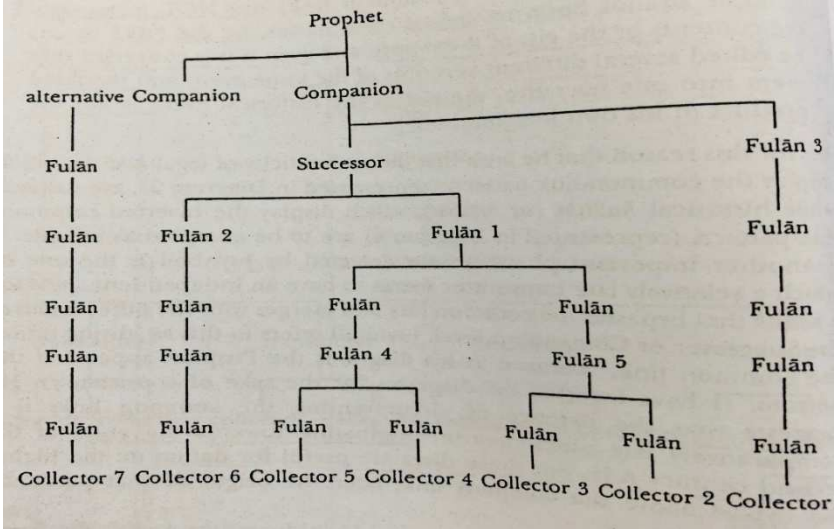 Prophet
alternative Companion Companion
Fulān 3
Fulān Successor
Fulān Fulān 2 Fulān 1 Fulān
Fulān Fulān Fulān Fulān Fulān
Fulān Fulān Fulān 4 Fulān 5 Fulān
Fulān Fulān Fulān Fulān Fulān Fulān Fulān
Collector 7 Collector 6 Collector 5 Collector 4 Collector 3 Collector 2 Collector